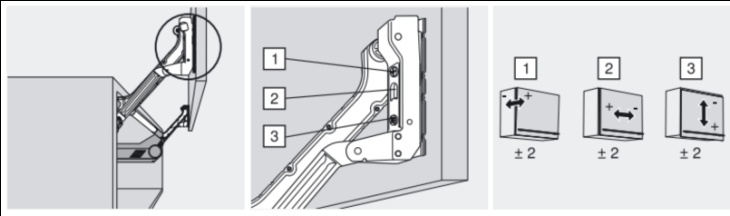 1
2
3
1 2 3
- + + - - +
± 2 ± 2 ± 2